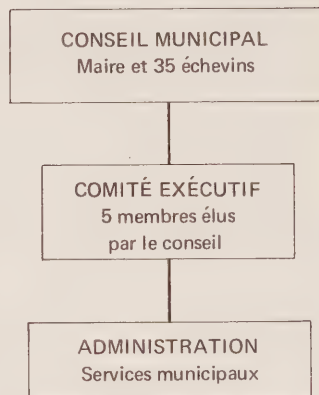 CONSEIL MUNICIPAL
Maire et 35 échevins
COMITÉ EXÉCUTIF
5 membres élus
par le conseil
ADMINISTRATION
Services municipaux